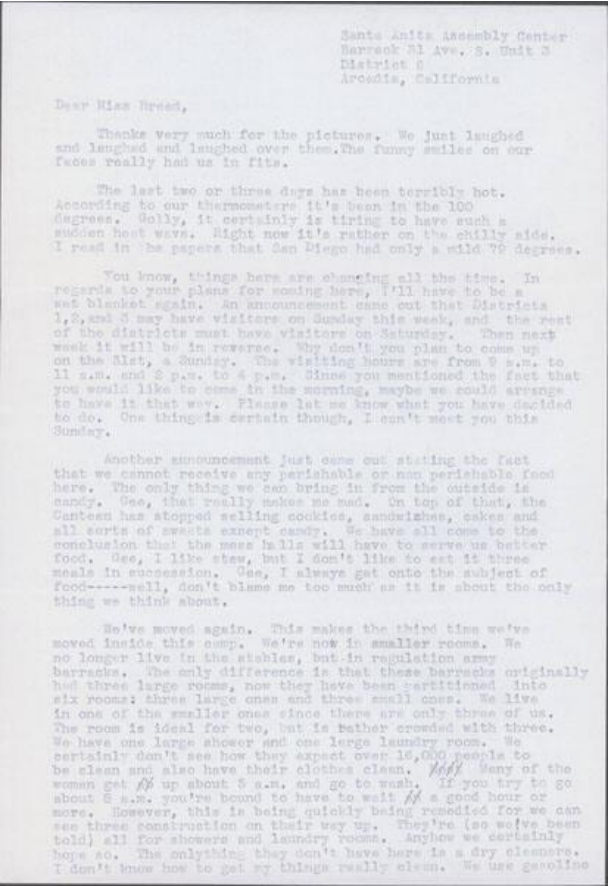 Santa Anita Assembly Center
Barrack 31 Ave. S. Unit 3
District 6
Arcadia, California
Dear Miss Breed,
Thanks very much for the pictures. We just laughed
and laughed and laughed over them.The funny smiles on our
faces really had us in fits.
The last two or three days has been terribly hot.
According to our thermometers it's been in the 100
degrees. Golly, it certainly is tiring to have such a
sudden heat wave. Right now it's rather on the chilly side.
I read in he papers that San Diego had only a mild 79 degrees.
You know, things here are changing all the time. In
regards to your plans for coming here, I'll have to be a
wet blanket again. An announcement came out that Districts
1,2,and 3 may have visitors on Sunday this week, and the rest
of the districts must have visitors on Saturday. Then next
week it will be in reverse. Why don't you plan to come up
on the 31st, a Sunday. The visiting hours are from 9 a.m. to
11 a.m. and 2 p.m. to 4 p.m. Since you mentioned the fact that
you would like to come in the morning, maybe we could arrange
to have it that way. Please let me know what you have decided
to do. One thing is certain though, I can't meet you this
Sunday.
Another announcement just came out stating the fact
that we cannot receive any perishable or non perishable food
here. The only thing we can bring in from the outside is
candy. Gee, that really makes me mad. On top of that, the
Canteen has stopped selling cookies, sandwishes, cakes and
all sorts of sweets except candy. We have all come to the
conclusion that the mess halls will have to serve us better
food. Gee, I like stew, but I don't like to eat it three
meals in succession. Gee, I always get onto the subject of
food-----well, don't blame me too much as it is about the only
thing we think about.
We've moved again. This makes the third time we've
moved inside this camp. We're now in smaller rooms. We
no longer live in the stables, but in regulation army
barracks. The only difference is that these barracks originally
had three large rooms, now they have been partitioned into
six rooms: three large ones and three small ones. We live
in one of the smaller ones since there are only three of us.
The room is ideal for two, but is rather crowded with three.
We have one large shower and one large laundry room. We
certainly don't see how they expect over 16,000 people to
be clean and also have their clothes clean. Many of the
women get up about 5 a.m. and go to wash. If you try to go
about 8 a.m. you're bound to have to wait a good hour or
more. However, this is being quickly being remedied for we can
see three construction on their way up. They're (so we've been
told) all for showers and laundry rooms. Anyhow we certainly
hope so. The onlything they don't have here is a dry cleaners.
I don't know how to get my things really clean. We use gasoline